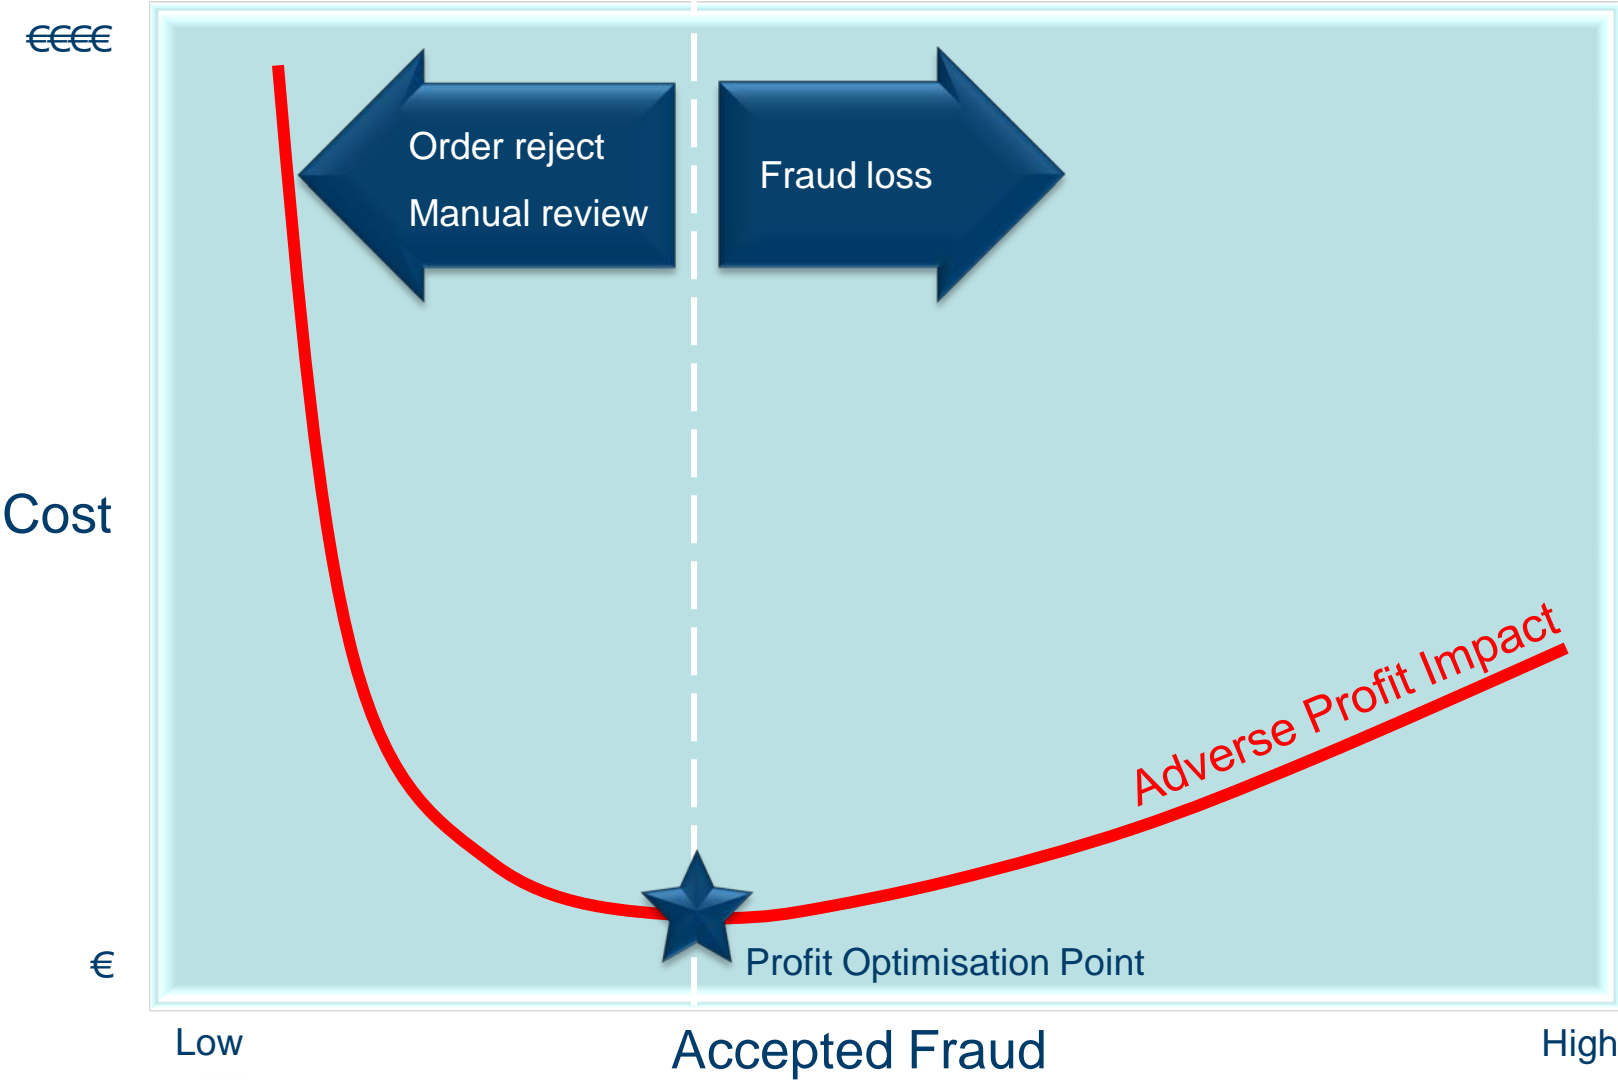 €€€€
Order reject
Manual review
Fraud loss
Cost
Adverse Profit Impact
Profit Optimisation Point
€
Low
Accepted Fraud
High